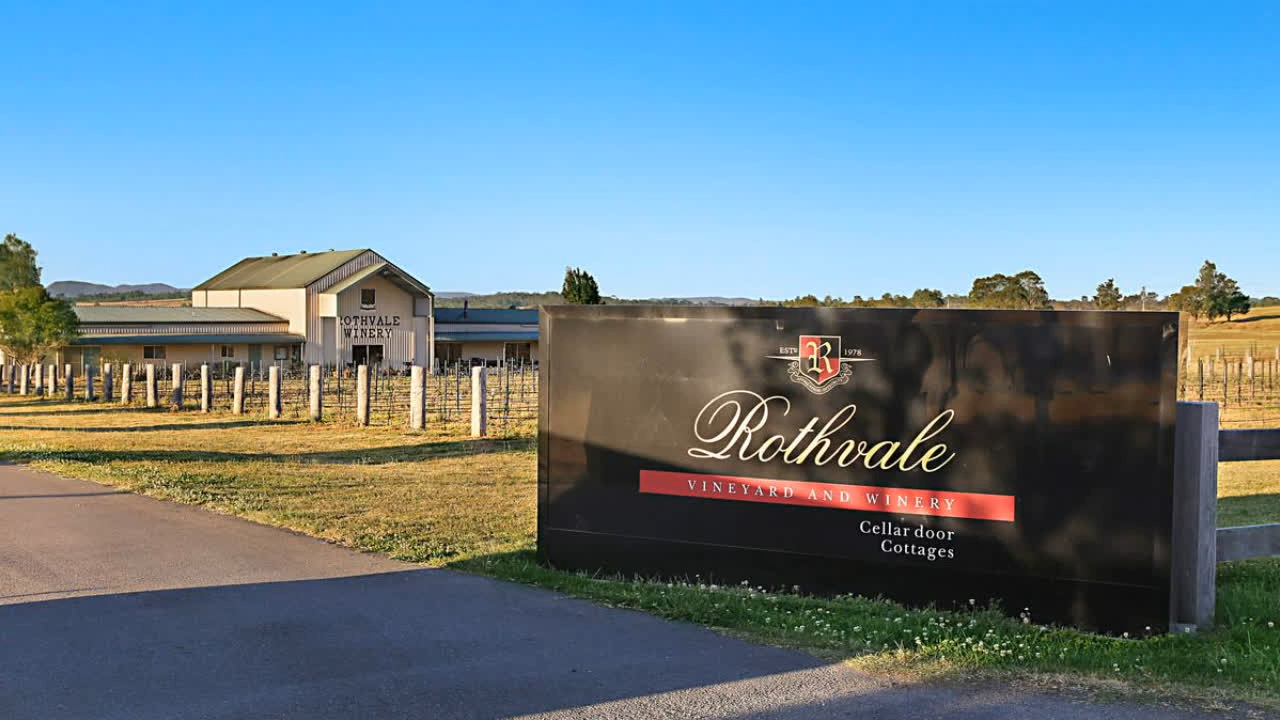 ROTHVALE
WINERY
ESTD 1978
R
Rothvale
VINEYARD AND WINERY
Cellar door
Cottages